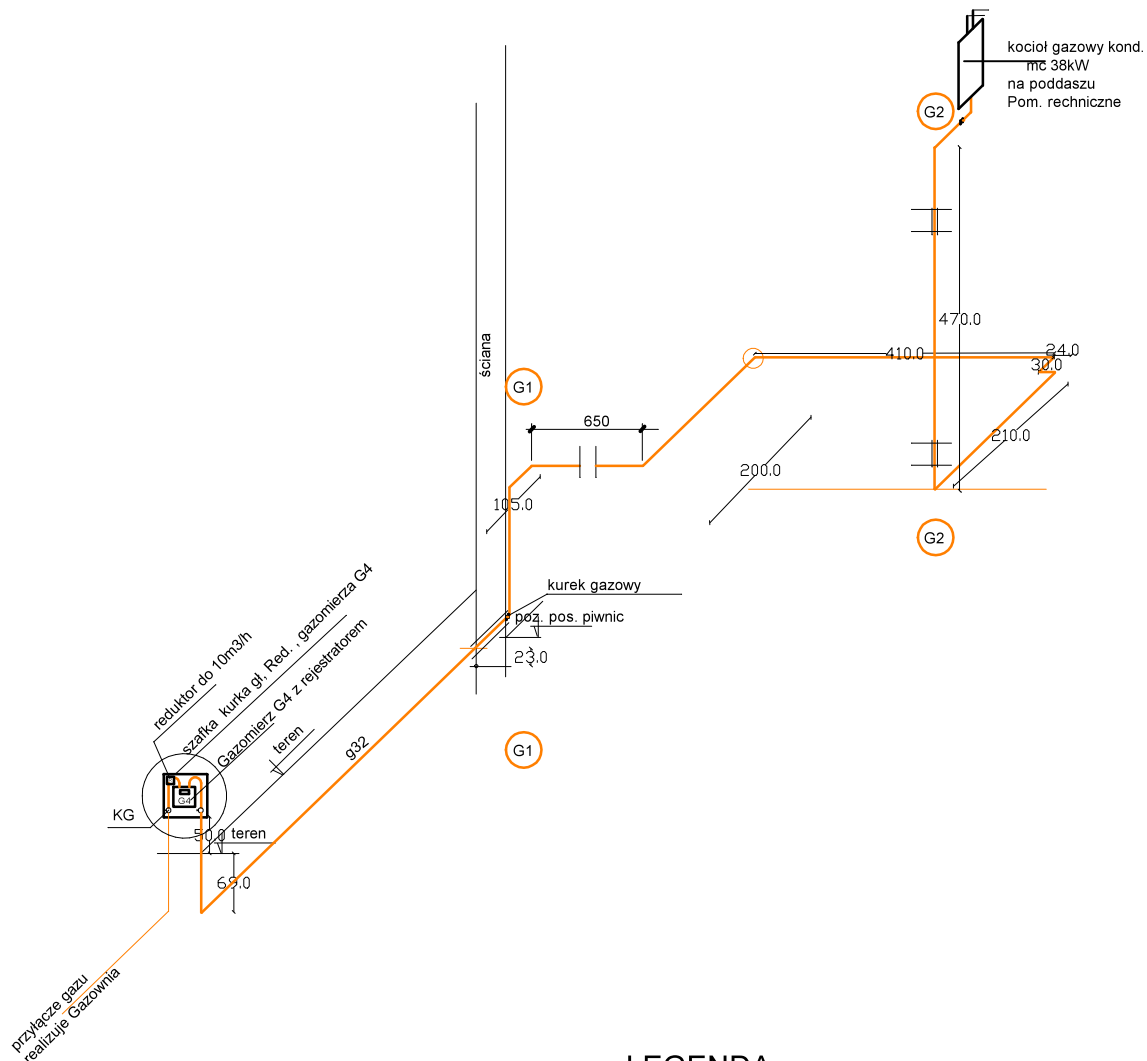 kocioł gazowy kond.
mc 38kW
na poddaszu
Pom. rechniczne
G2
ściana
470.0
410.0
24.0
30.0
G1
650
210.0
200.0
105.0
G2
kurek gazowy
poz. pos. piwnic
23.0
reduktor do 10m3/h
szafka kurka gł, Red. , gazomierza G4
Gazomierz G4 z rejestratorem
teren
g32
G1
G4
KG
50.0
teren
69.0
przyłącze gazu
realizuje Gazownia
LEGENDA